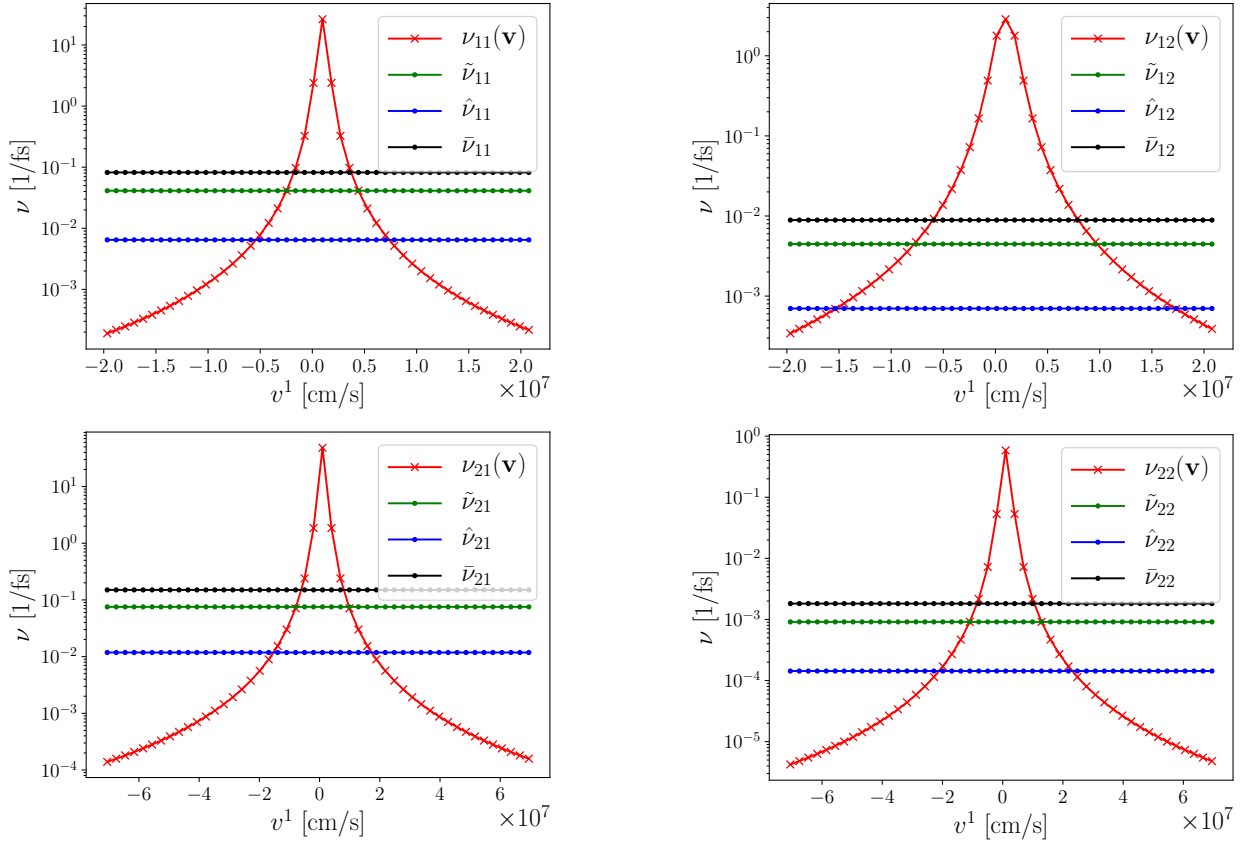 10¹
10⁰
10⁻¹
10⁻²
10⁻³
ν [1/fs]
ν₁₁(𝐯)
ν̃₁₁
ν̂₁₁
ν̄₁₁
−2.0 −1.5 −1.0 −0.5 0.0 0.5 1.0 1.5 2.0
v¹ [cm/s]
×10⁷
10⁰
10⁻¹
10⁻²
10⁻³
ν [1/fs]
ν₁₂(𝐯)
ν̃₁₂
ν̂₁₂
ν̄₁₂
−2.0 −1.5 −1.0 −0.5 0.0 0.5 1.0 1.5 2.0
v¹ [cm/s]
×10⁷
10¹
10⁰
10⁻¹
10⁻²
10⁻³
10⁻⁴
ν [1/fs]
ν₂₁(𝐯)
ν̃₂₁
ν̂₂₁
ν̄₂₁
−6 −4 −2 0 2 4 6
v¹ [cm/s]
×10⁷
10⁰
10⁻¹
10⁻²
10⁻³
10⁻⁴
10⁻⁵
ν [1/fs]
ν₂₂(𝐯)
ν̃₂₂
ν̂₂₂
ν̄₂₂
−6 −4 −2 0 2 4 6
v¹ [cm/s]
×10⁷